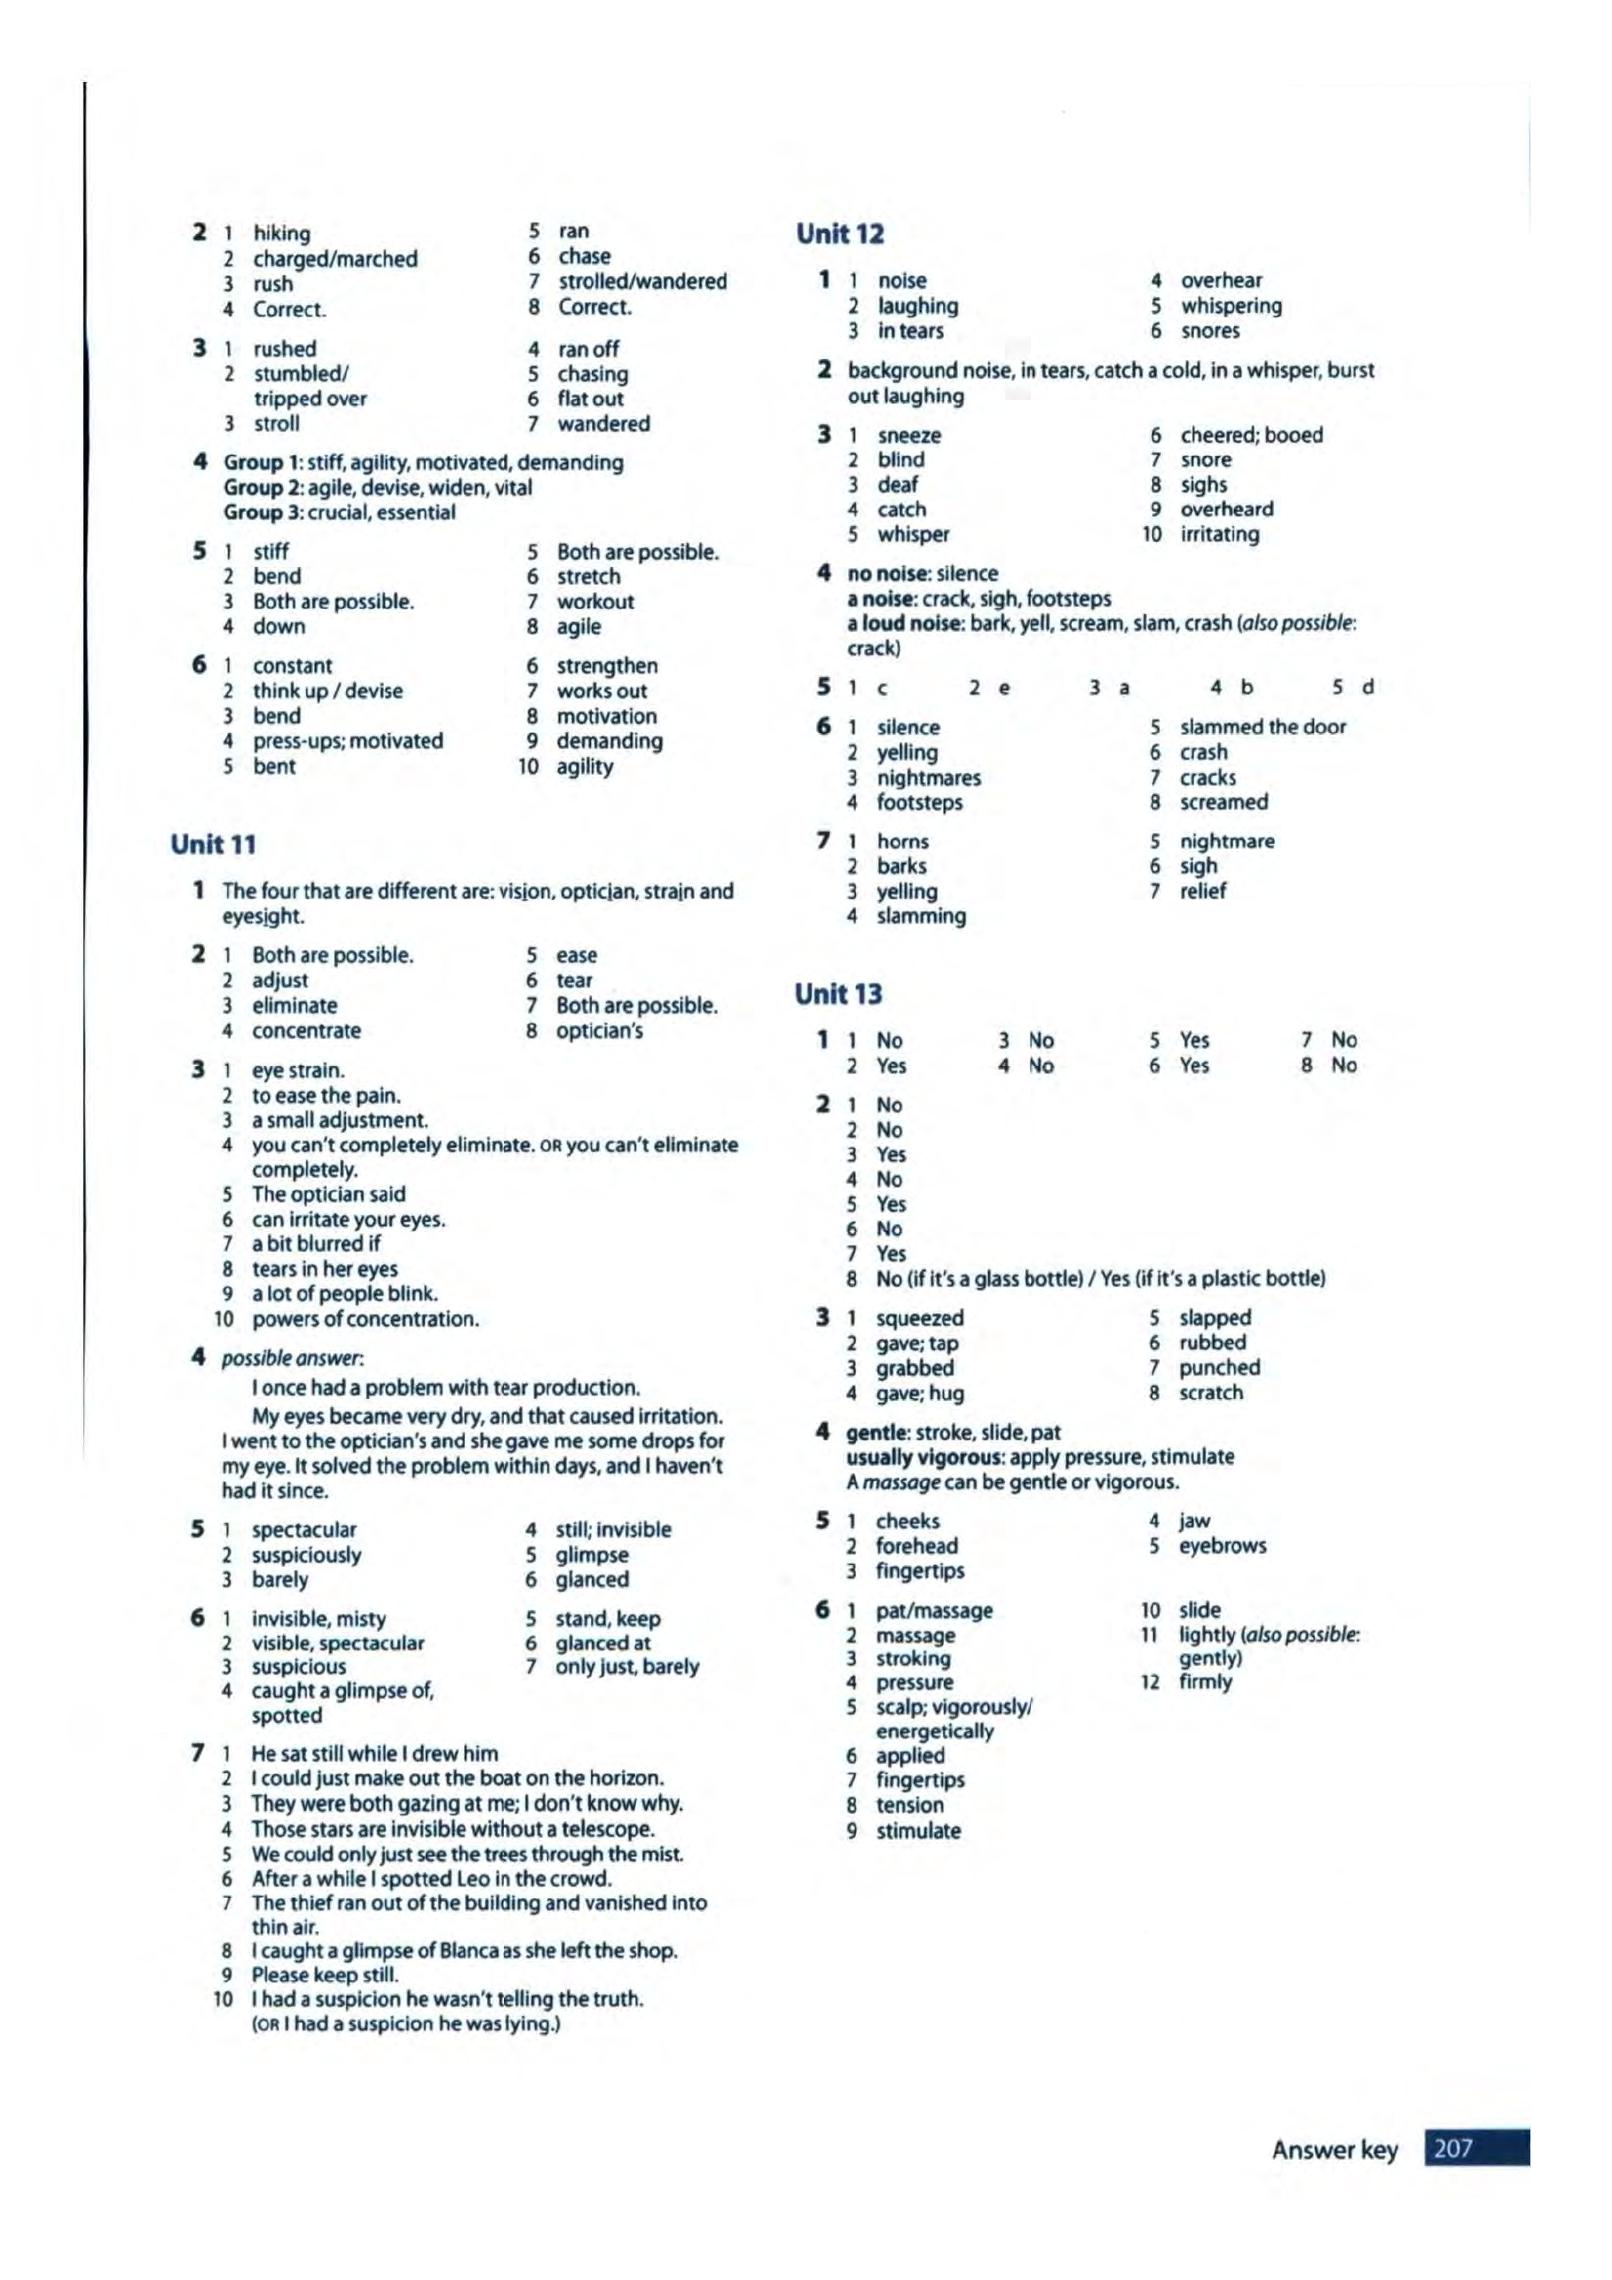 2 1 hiking 5 ran
2 charged/marched 6 chase
3 rush 7 strolled/wandered
4 Correct. 8 Correct.
3 1 rushed 4 ran off
2 stumbled/ 5 chasing
tripped over 6 flat out
3 stroll 7 wandered
4 Group 1: stiff, agility, motivated, demanding
Group 2: agile, devise, widen, vital
Group 3: crucial, essential
5 1 stiff 5 Both are possible.
2 bend 6 stretch
3 Both are possible. 7 workout
4 down 8 agile
6 1 constant 6 strengthen
2 think up / devise 7 works out
3 bend 8 motivation
4 press-ups; motivated 9 demanding
5 bent 10 agility
Unit 11
1 The four that are different are: vision, optician, strain and
eyesight.
2 1 Both are possible. 5 ease
2 adjust 6 tear
3 eliminate 7 Both are possible.
4 concentrate 8 optician's
3 1 eye strain.
2 to ease the pain.
3 a small adjustment.
4 you can't completely eliminate. OR you can't eliminate
completely.
5 The optician said
6 can irritate your eyes.
7 a bit blurred if
8 tears in her eyes
9 a lot of people blink.
10 powers of concentration.
4 possible answer:
I once had a problem with tear production.
My eyes became very dry, and that caused irritation.
I went to the optician's and she gave me some drops for
my eye. It solved the problem within days, and I haven't
had it since.
5 1 spectacular 4 still; invisible
2 suspiciously 5 glimpse
3 barely 6 glanced
6 1 invisible, misty 5 stand, keep
2 visible, spectacular 6 glanced at
3 suspicious 7 only just, barely
4 caught a glimpse of,
spotted
7 1 He sat still while I drew him
2 I could just make out the boat on the horizon.
3 They were both gazing at me; I don't know why.
4 Those stars are invisible without a telescope.
5 We could only just see the trees through the mist.
6 After a while I spotted Leo in the crowd.
7 The thief ran out of the building and vanished into
thin air.
8 I caught a glimpse of Blanca as she left the shop.
9 Please keep still.
10 I had a suspicion he wasn't telling the truth.
(OR I had a suspicion he was lying.)
Unit 12
1 1 noise 4 overhear
2 laughing 5 whispering
3 in tears 6 snores
2 background noise, in tears, catch a cold, in a whisper, burst
out laughing
3 1 sneeze 6 cheered; booed
2 blind 7 snore
3 deaf 8 sighs
4 catch 9 overheard
5 whisper 10 irritating
4 no noise: silence
a noise: crack, sigh, footsteps
a loud noise: bark, yell, scream, slam, crash (also possible:
crack)
5 1 c 2 e 3 a 4 b 5 d
6 1 silence 5 slammed the door
2 yelling 6 crash
3 nightmares 7 cracks
4 footsteps 8 screamed
7 1 horns 5 nightmare
2 barks 6 sigh
3 yelling 7 relief
4 slamming
Unit 13
1 1 No 3 No 5 Yes 7 No
2 Yes 4 No 6 Yes 8 No
2 1 No
2 No
3 Yes
4 No
5 Yes
6 No
7 Yes
8 No (if it's a glass bottle) / Yes (if it's a plastic bottle)
3 1 squeezed 5 slapped
2 gave; tap 6 rubbed
3 grabbed 7 punched
4 gave; hug 8 scratch
4 gentle: stroke, slide, pat
usually vigorous: apply pressure, stimulate
A massage can be gentle or vigorous.
5 1 cheeks 4 jaw
2 forehead 5 eyebrows
3 fingertips
6 1 pat/massage 10 slide
2 massage 11 lightly (also possible:
3 stroking gently)
4 pressure 12 firmly
5 scalp; vigorously/
energetically
6 applied
7 fingertips
8 tension
9 stimulate
Answer key 207